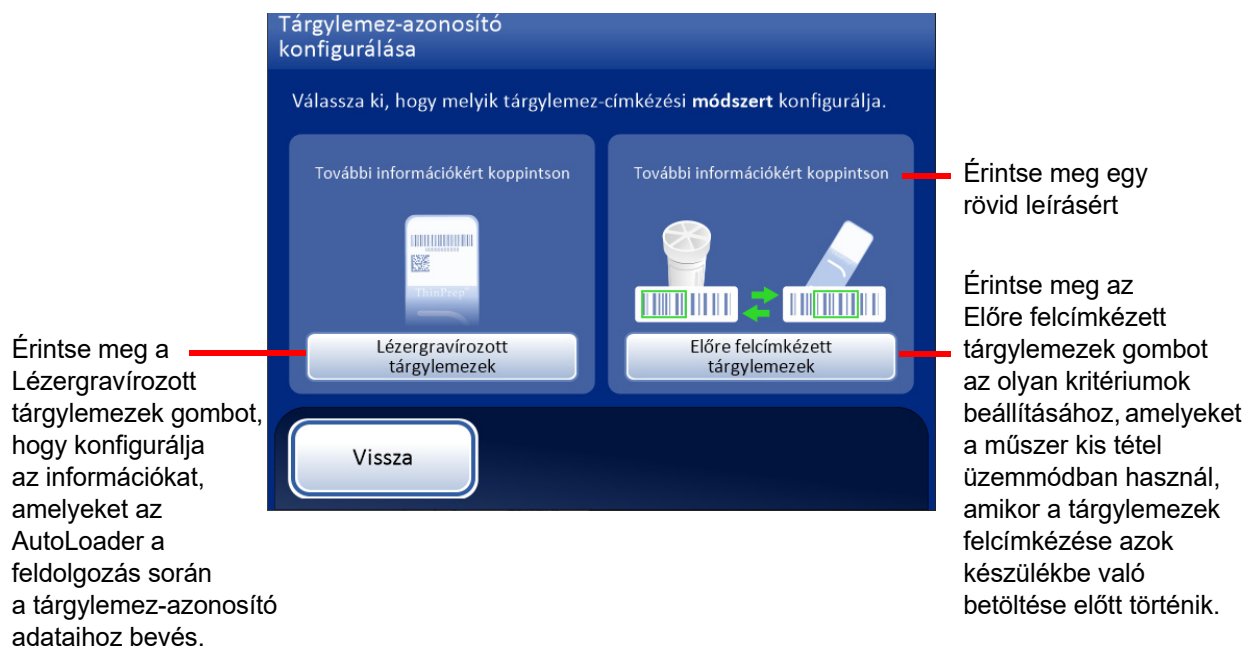 Tárgylemez-azonosító
konfigurálása
Válassza ki, hogy melyik tárgylemez-címkézési módszert konfigurálja.
További információkért koppintson
ThinPrep
Lézergravírozott
tárgylemezek
További információkért koppintson
Előre felcímkézett
tárgylemezek
Vissza
Érintse meg a
Lézergravírozott
tárgylemezek gombot,
hogy konfigurálja
az információkat,
amelyeket az
AutoLoader a
feldolgozás során
a tárgylemez-azonosító
adataihoz bevés.
Érintse meg egy
rövid leírásért
Érintse meg az
Előre felcímkézett
tárgylemezek gombot
az olyan kritériumok
beállításához, amelyeket
a műszer kis tétel
üzemmódban használ,
amikor a tárgylemezek
felcímkézése azok
készülékbe való
betöltése előtt történik.